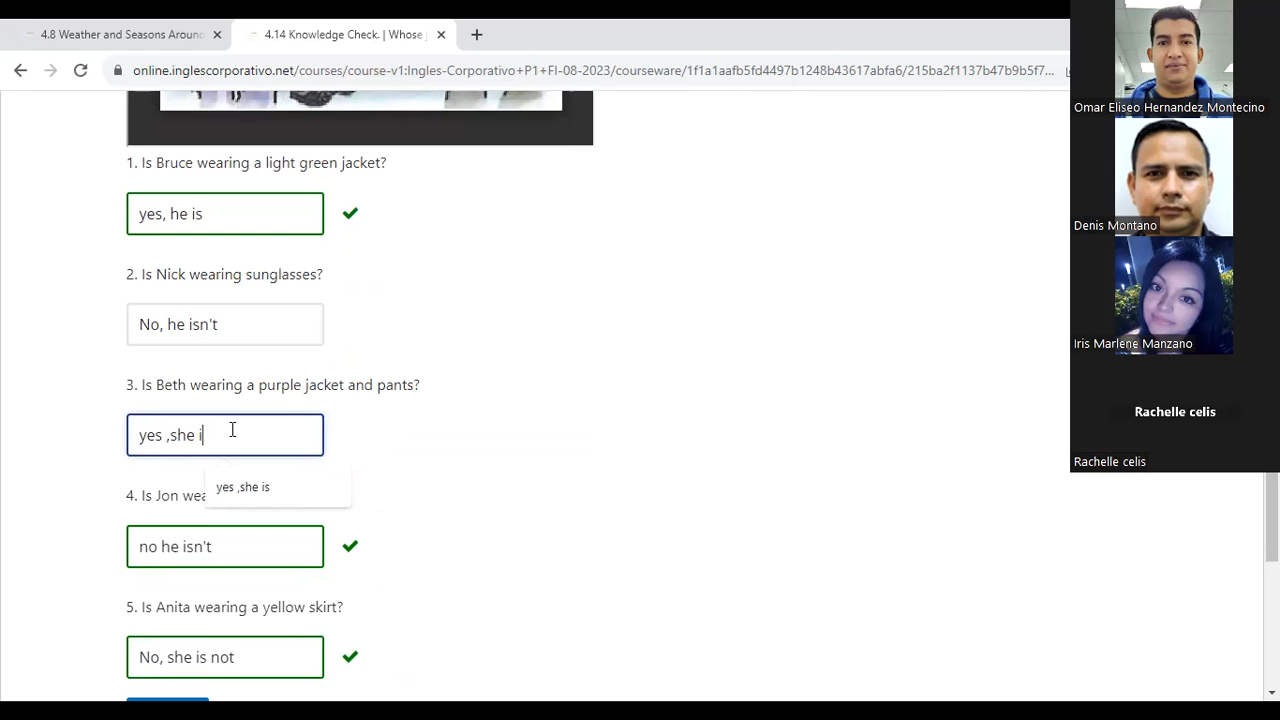 4.8 Weather and Seasons Around
4.14 Knowledge Check. | Whose j
online.inglescorporativo.net/courses/course-v1:Ingles-Corporativo+P1+FI-08-2023/courseware/1f1a1aafb5fd4497b1248b43617abfa6/2f5ba2f1137b47b9b5f7...
1. Is Bruce wearing a light green jacket?
yes, he is
2. Is Nick wearing sunglasses?
No, he isn't
3. Is Beth wearing a purple jacket and pants?
yes ,she i
yes ,she is
4. Is Jon wea
no he isn't
5. Is Anita wearing a yellow skirt?
No, she is not
Omar Eliseo Hernandez Montecino
Denis Montano
Iris Marlene Manzano
Rachelle celis
Rachelle celis